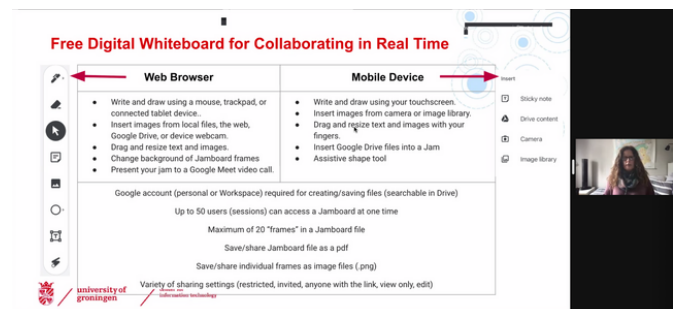 Free Digital Whiteboard for Collaborating in Real Time
Web Browser
Write and draw using a mouse, trackpad, or
connected tablet device..
Insert images from local files, the web,
Google Drive, or device webcam.
Drag and resize text and images.
Change background of Jamboard frames
Present your jam to a Google Meet video call.
Mobile Device
Write and draw using your touchscreen.
Insert images from camera or image library.
Drag and resize text and images with your
fingers.
Insert Google Drive files into a Jam
Assistive shape tool
Insert
Sticky note
Drive content
Camera
Image library
Google account (personal or Workspace) required for creating/saving files (searchable in Drive)
Up to 50 users (sessions) can access a Jamboard at one time
Maximum of 20 "frames" in a Jamboard file
Save/share Jamboard file as a pdf
Save/share individual frames as image files (.png)
Variety of sharing settings (restricted, invited, anyone with the link, view only, edit)
university of
groningen
information technology